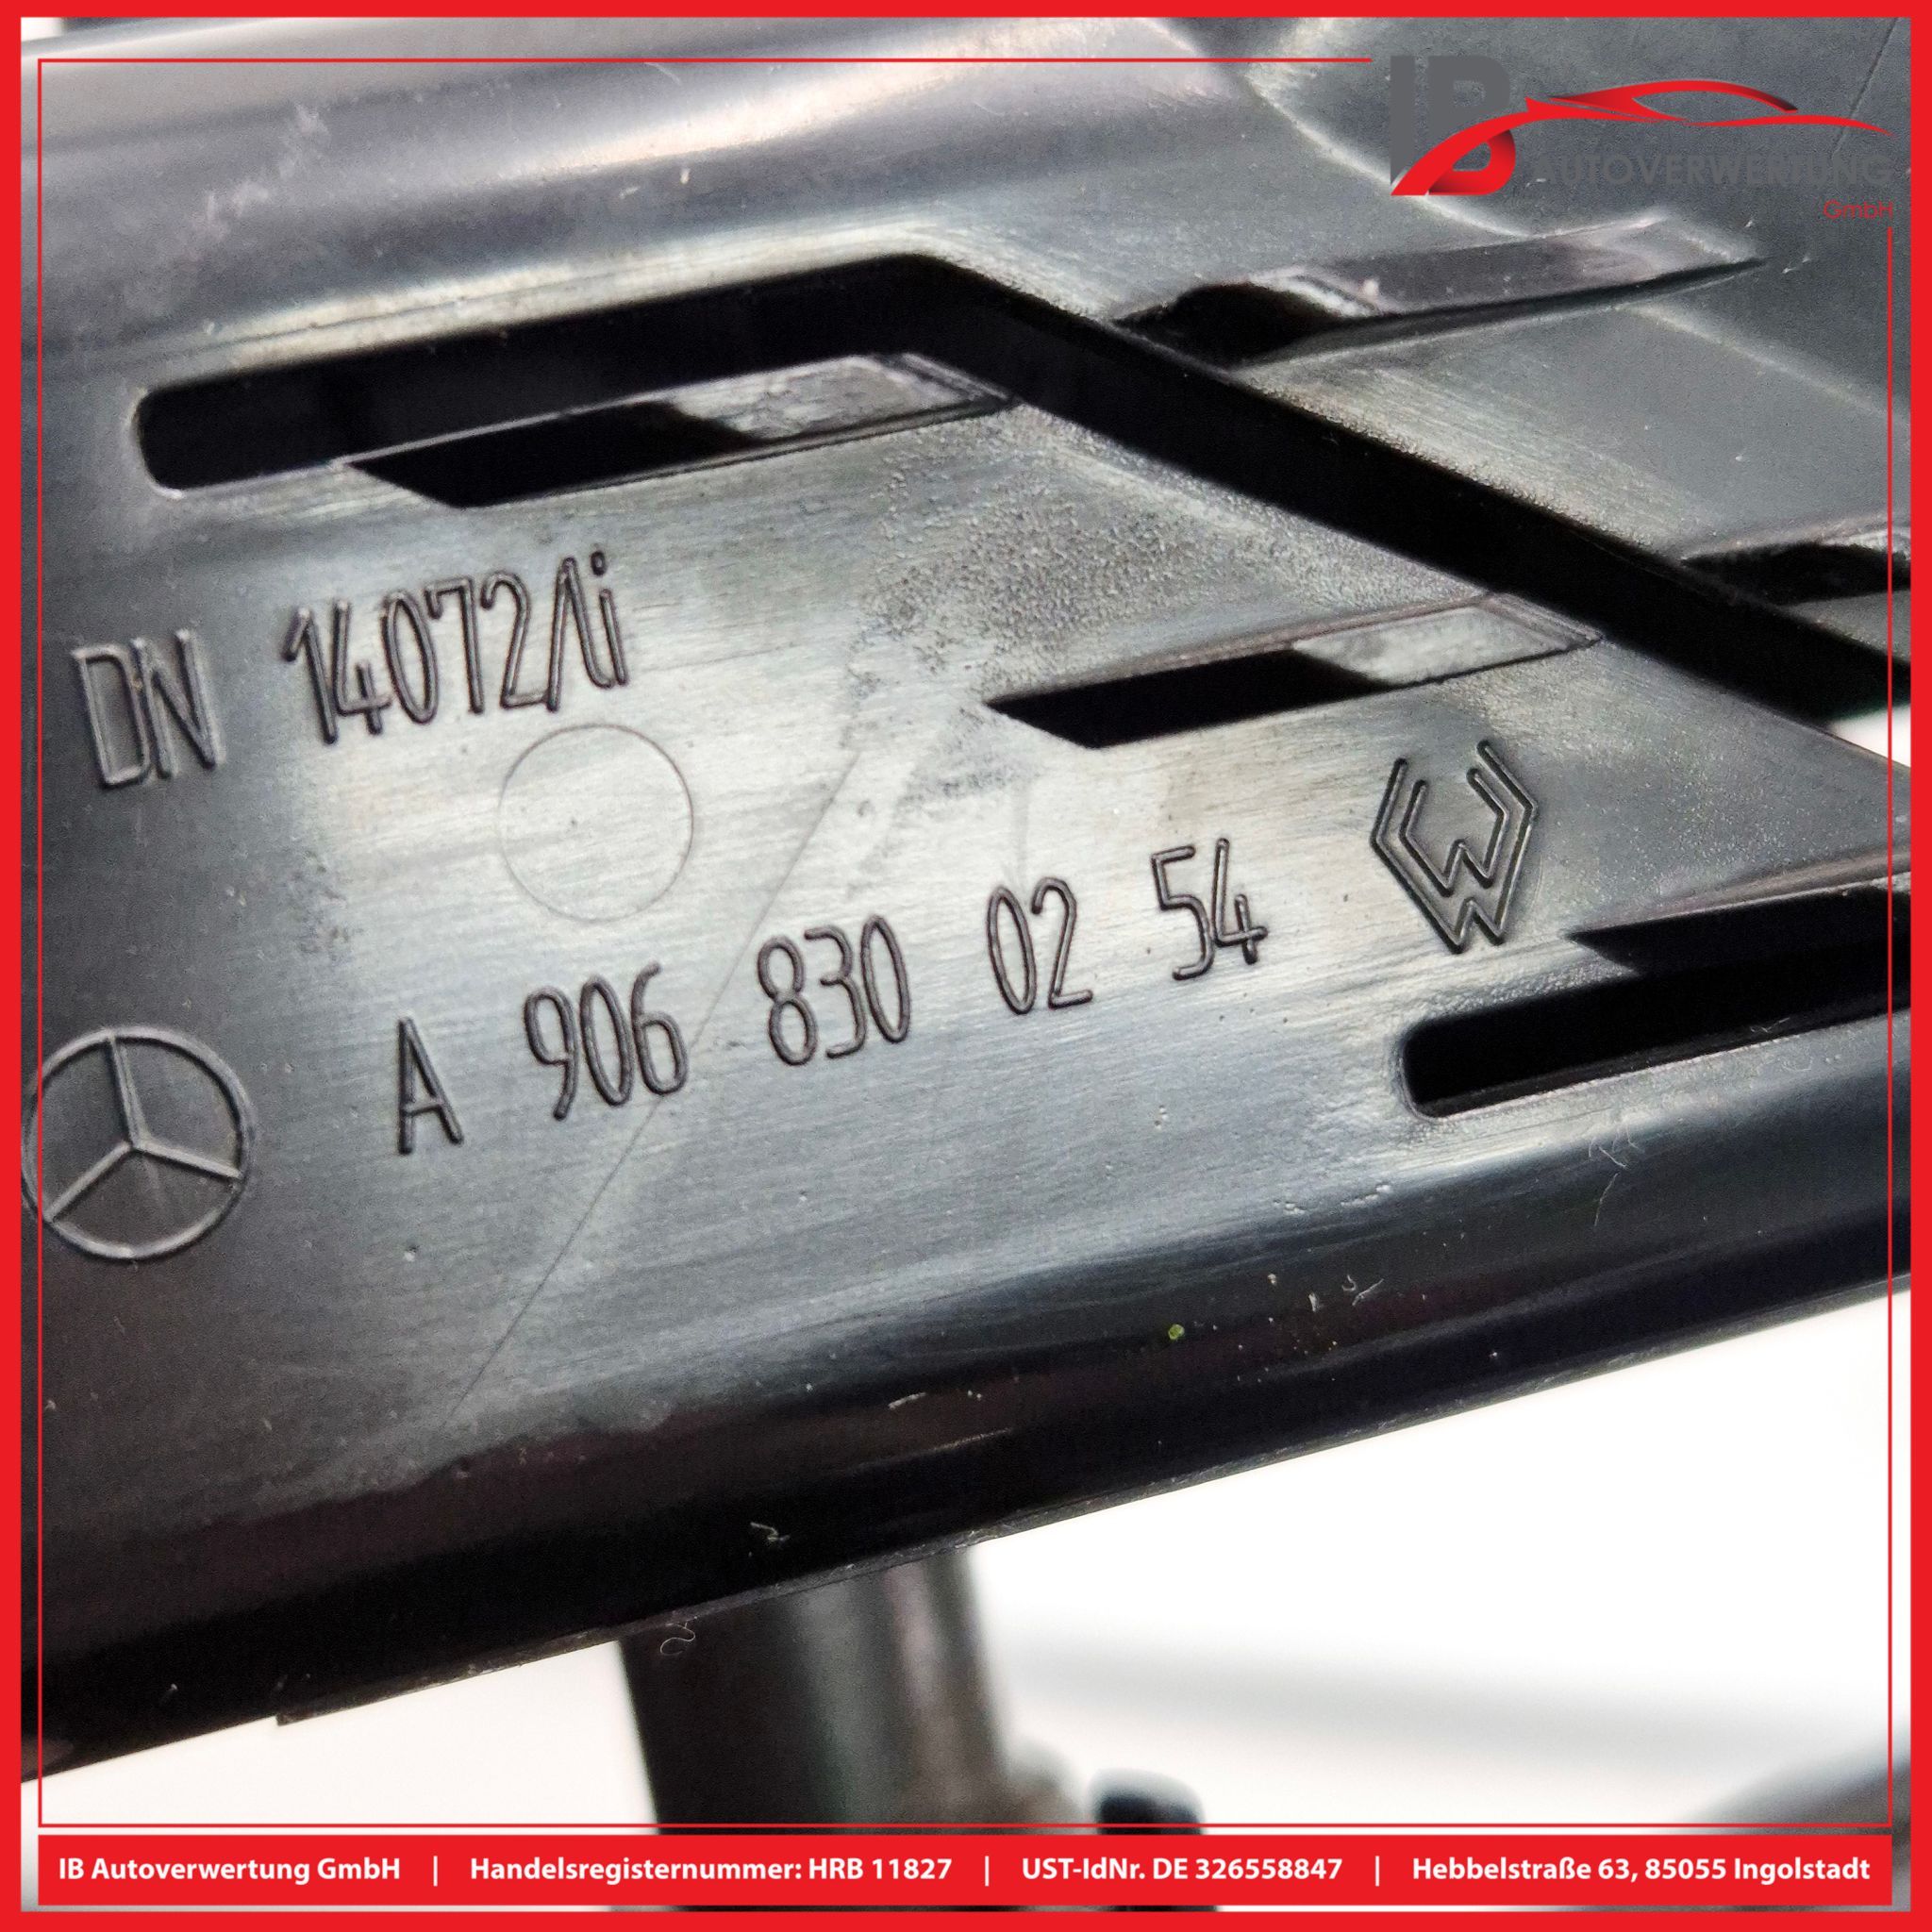 IB
AUTOVERWERTUNG
GmbH
DN 14072/li
A 906 830 02 54
IB Autoverwertung GmbH | Handelsregisternummer: HRB 11827 | UST-IdNr. DE 326558847 | Hebbelstraße 63, 85055 Ingolstadt